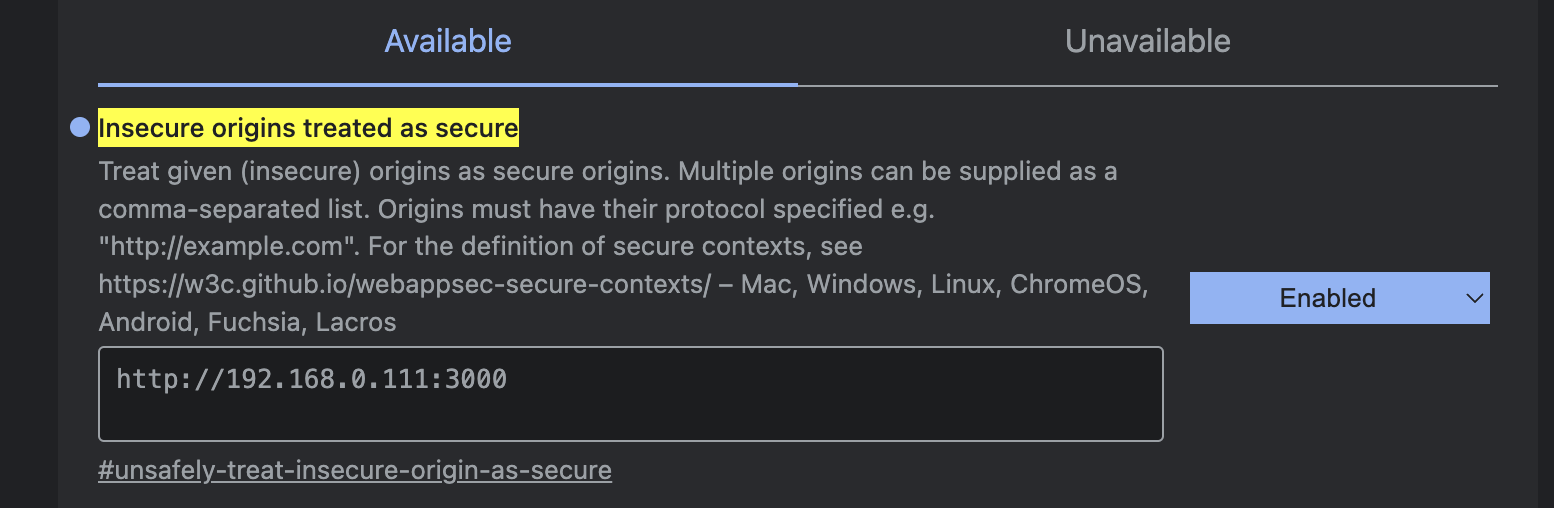 Available
Unavailable
Insecure origins treated as secure
Treat given (insecure) origins as secure origins. Multiple origins can be supplied as a
comma-separated list. Origins must have their protocol specified e.g.
"http://example.com". For the definition of secure contexts, see
https://w3c.github.io/webappsec-secure-contexts/ – Mac, Windows, Linux, ChromeOS,
Android, Fuchsia, Lacros
Enabled
http://192.168.0.111:3000
#unsafely-treat-insecure-origin-as-secure